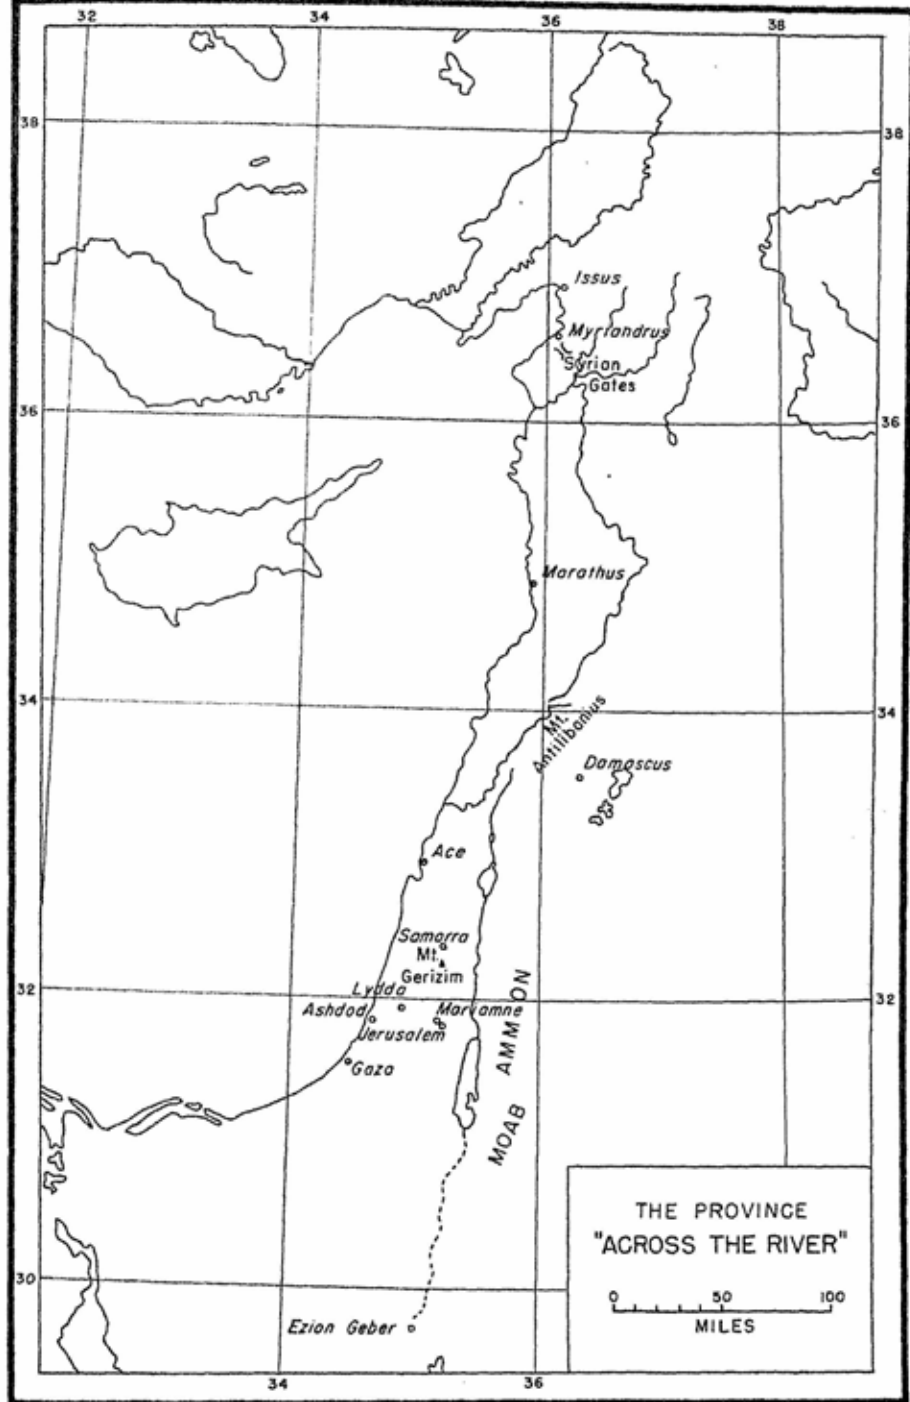 32
34
36
38
38
38
Issus
Myriandrus
Syrian
Gates
36
36
Marathus
34
34
Mt.
Antilibanius
Damascus
Ace
Samarra
Mt.
Gerizim
Lydda
32
32
Ashdod
Mariamne
Jerusalem
Gaza
AMMON
MOAB
30
Ezion Geber
THE PROVINCE
"ACROSS THE RIVER"
0 50 100
MILES
34
36